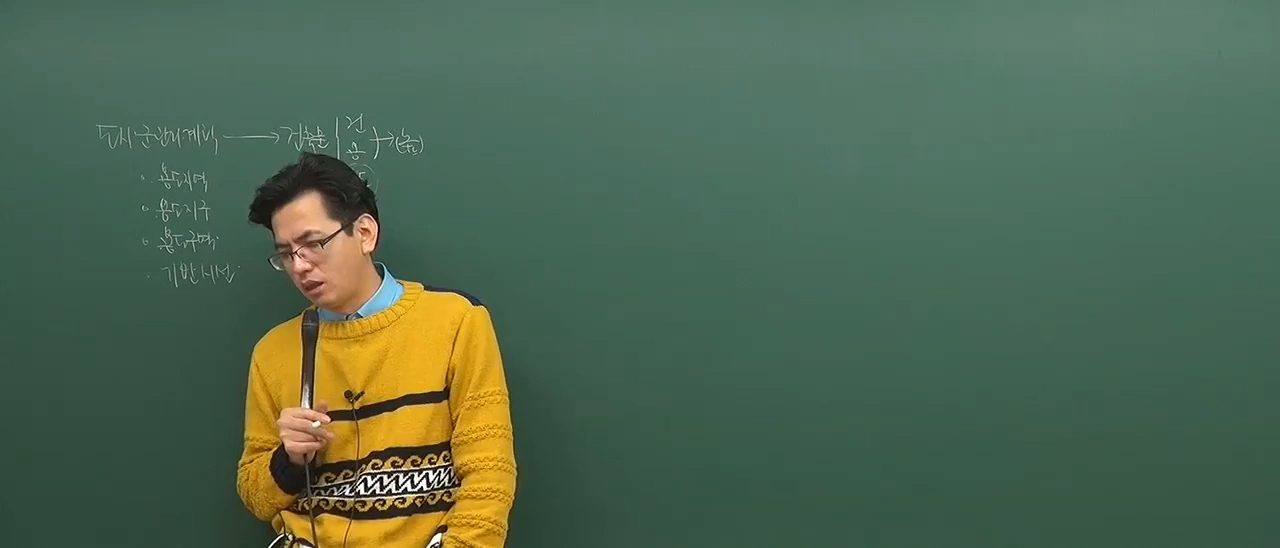 도시·군관리계획 → 건축물 건 → (높)
용
· 용도지역
· 용도지구
· 용도구역
· 기반시설